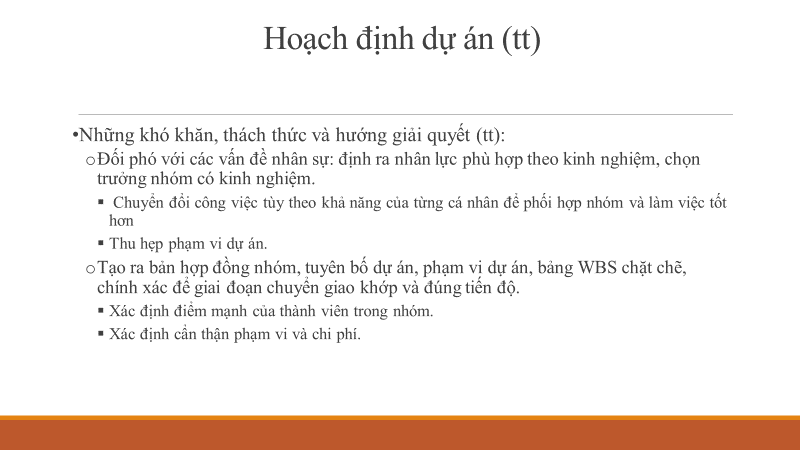 Hoạch định dự án (tt)
•Những khó khăn, thách thức và hướng giải quyết (tt):
oĐối phó với các vấn đề nhân sự: định ra nhân lực phù hợp theo kinh nghiệm, chọn
trưởng nhóm có kinh nghiệm.
▪ Chuyển đổi công việc tùy theo khả năng của từng cá nhân để phối hợp nhóm và làm việc tốt
hơn
▪ Thu hẹp phạm vi dự án.
oTạo ra bản hợp đồng nhóm, tuyên bố dự án, phạm vi dự án, bảng WBS chặt chẽ,
chính xác để giai đoạn chuyển giao khớp và đúng tiến độ.
▪ Xác định điểm mạnh của thành viên trong nhóm.
▪ Xác định cẩn thận phạm vi và chi phí.